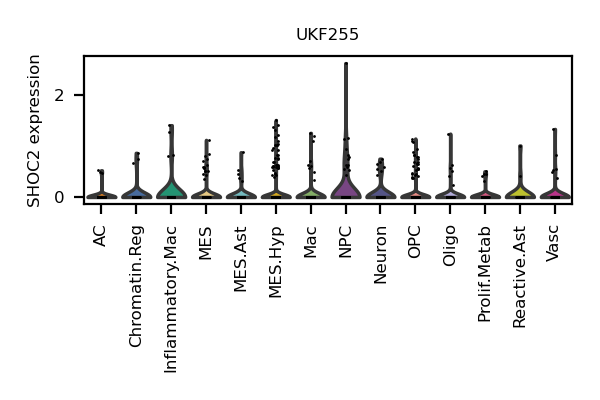 UKF255
SHOC2 expression
2
0
AC
Chromatin.Reg
Inflammatory.Mac
MES
MES.Ast
MES.Hyp
Mac
NPC
Neuron
OPC
Oligo
Prolif.Metab
Reactive.Ast
Vasc